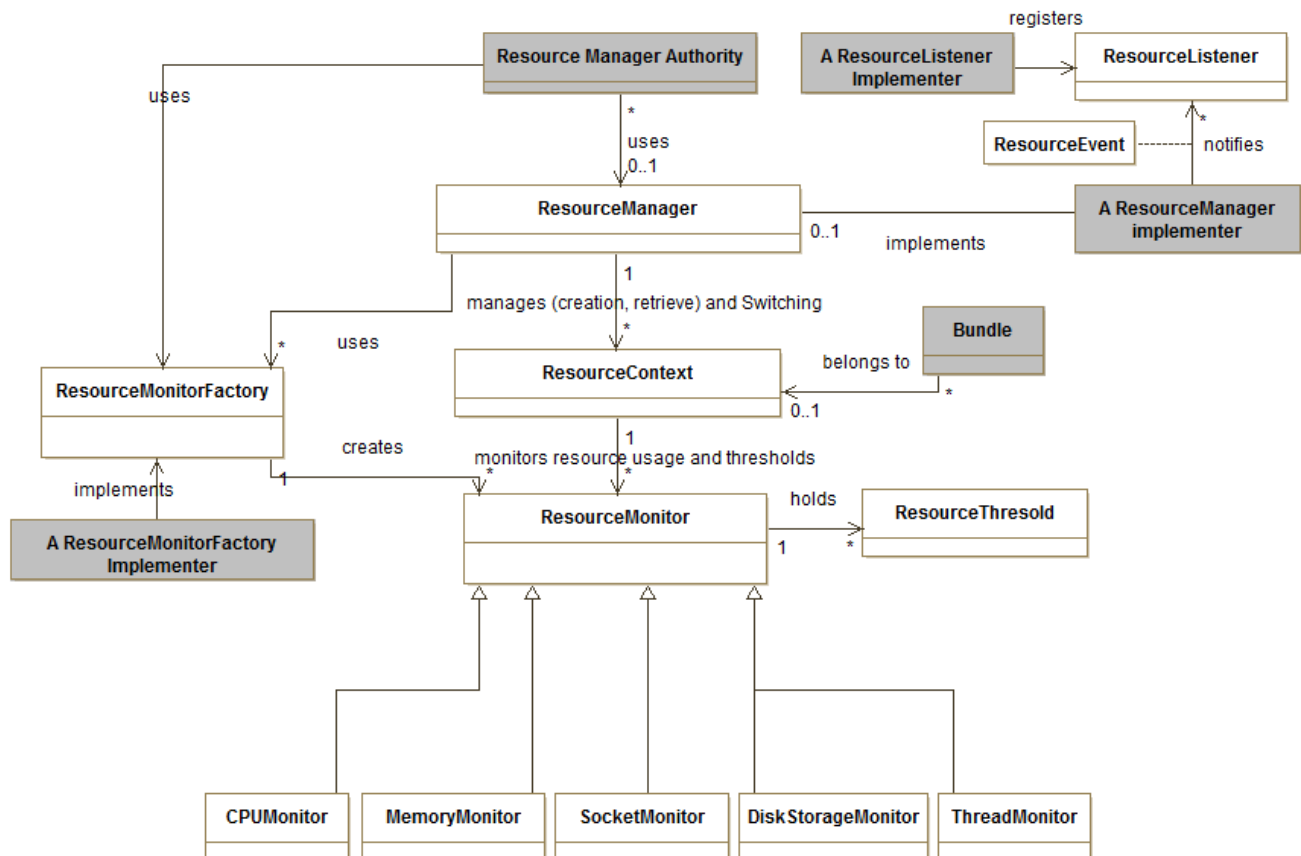 registers
Resource Manager Authority
A ResourceListener
Implementer
ResourceListener
uses
*
*
uses
ResourceEvent
notifies
0..1
ResourceManager
A ResourceManager
implementer
0..1
implements
1
manages (creation, retrieve) and Switching
Bundle
*
*
uses
belongs to
ResourceContext
ResourceMonitorFactory
*
0..1
1
creates
monitors resource usage and thresholds
*
*
1
implements
holds
ResourceMonitor
ResourceThresold
A ResourceMonitorFactory
Implementer
1
*
CPUMonitor
MemoryMonitor
SocketMonitor
DiskStorageMonitor
ThreadMonitor